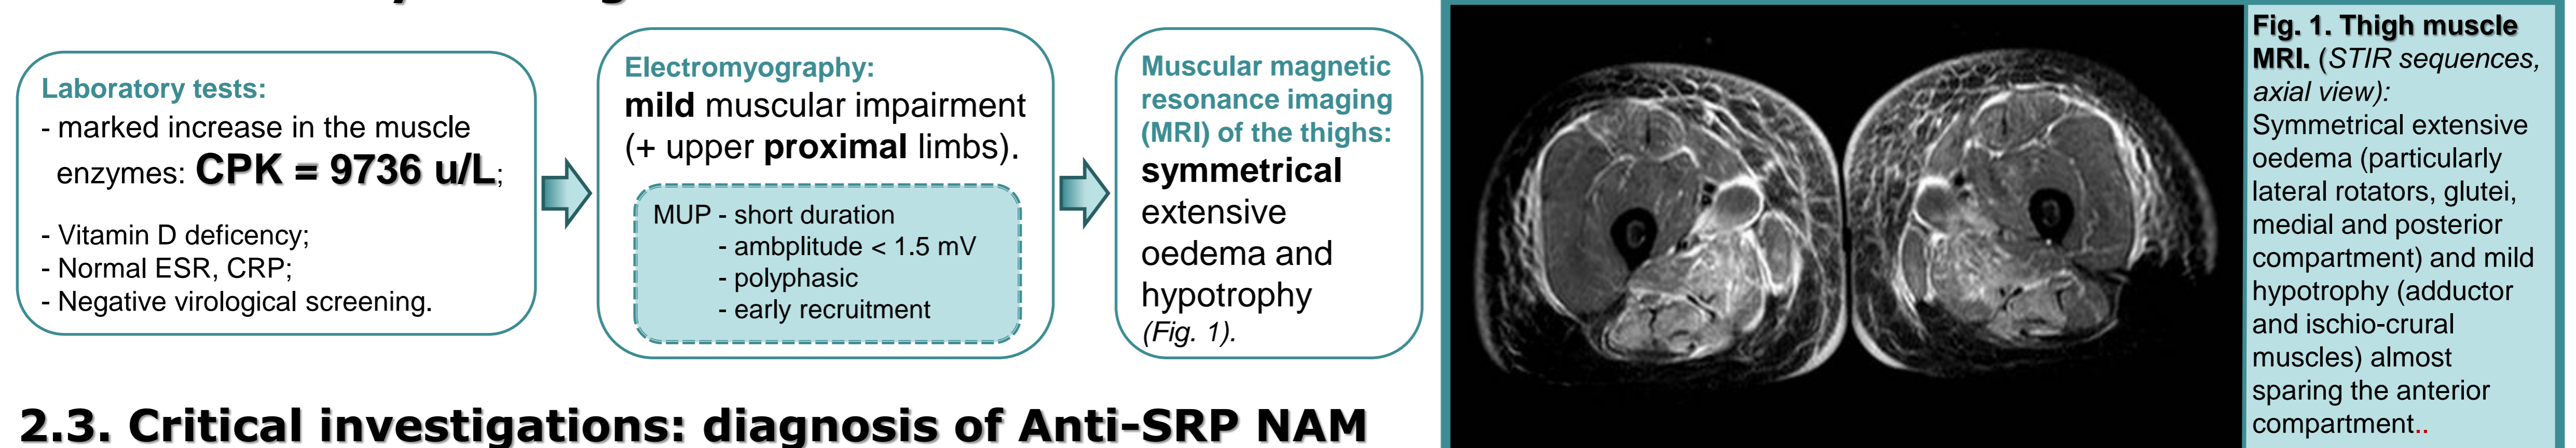 Laboratory tests:
- marked increase in the muscle
enzymes: CPK = 9736 u/L;
- Vitamin D deficency;
- Normal ESR, CRP;
- Negative virological screening.
Electromyography:
mild muscular impairment
(+ upper proximal limbs).
MUP - short duration
- ambplitude < 1.5 mV
- polyphasic
- early recruitment
Muscular magnetic
resonance imaging
(MRI) of the thighs:
symmetrical
extensive
oedema and
hypotrophy
(Fig. 1).
Fig. 1. Thigh muscle
MRI. (STIR sequences,
axial view):
Symmetrical extensive
oedema (particularly
lateral rotators, glutei,
medial and posterior
compartment) and mild
hypotrophy (adductor
and ischio-crural
muscles) almost
sparing the anterior
compartment..
2.3. Critical investigations: diagnosis of Anti-SRP NAM